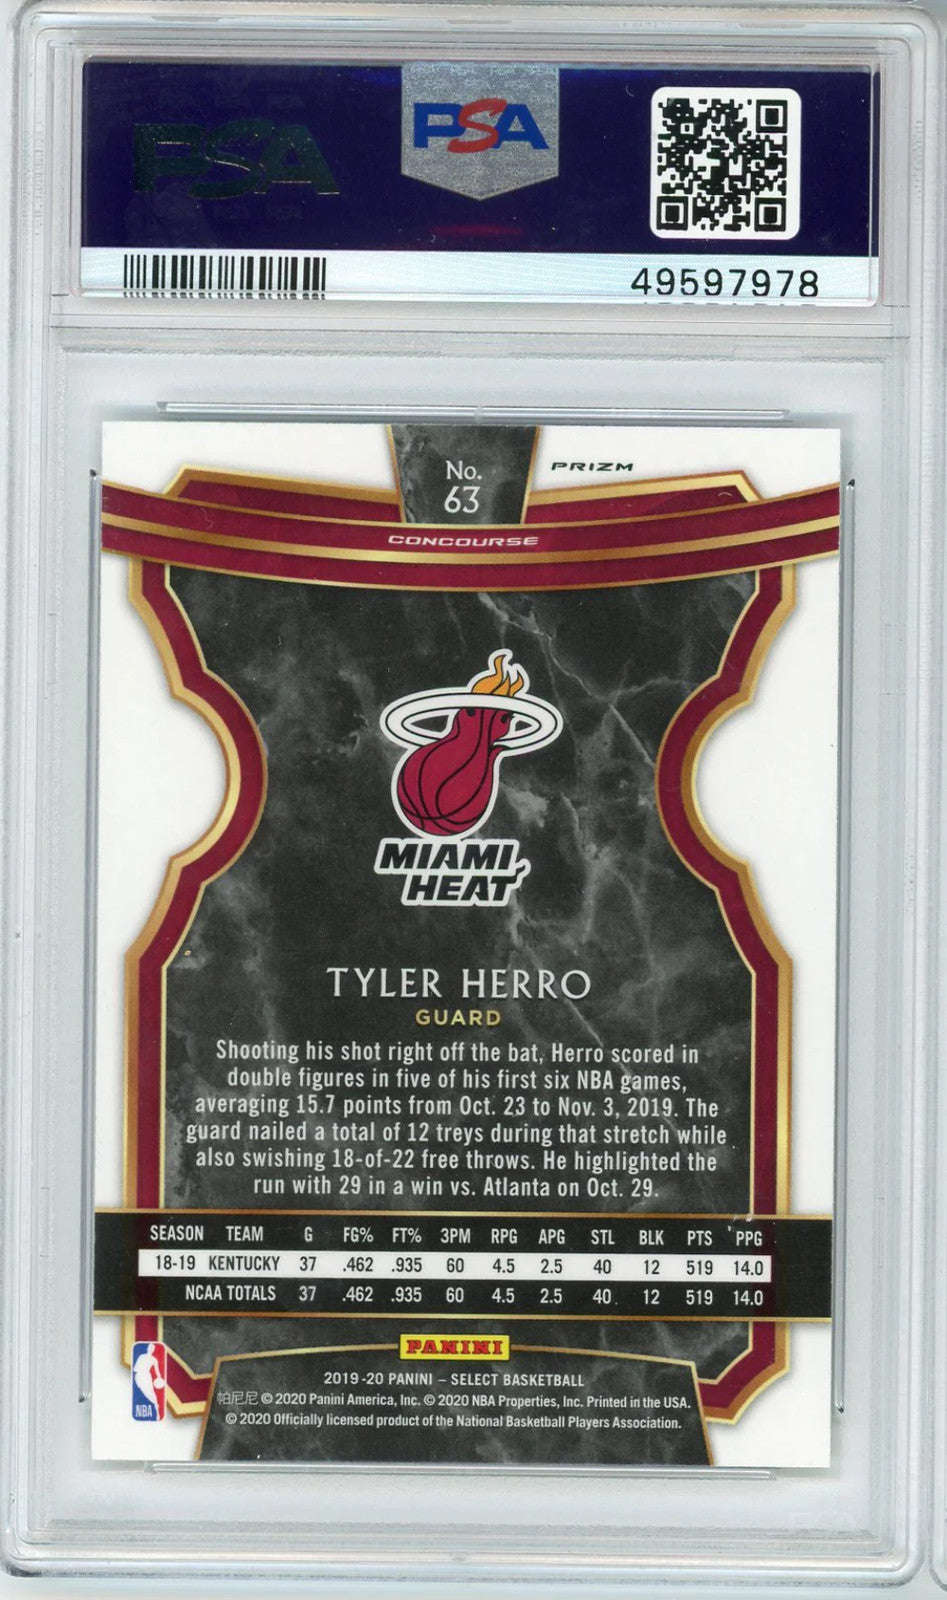 PSA
PSA
49597978
No.
63
PRIZM
CONCOURSE
MIAMI
HEAT
TYLER HERRO
GUARD
Shooting his shot right off the bat, Herro scored in
double figures in five of his first six NBA games,
averaging 15.7 points from Oct. 23 to Nov. 3, 2019. The
guard nailed a total of 12 treys during that stretch while
also swishing 18-of-22 free throws. He highlighted the
run with 29 in a win vs. Atlanta on Oct. 29.
SEASON TEAM G FG% FT% 3PM RPG APG STL BLK PTS PPG
18-19 KENTUCKY 37 .462 .935 60 4.5 2.5 40 12 519 14.0
NCAA TOTALS 37 .462 .935 60 4.5 2.5 40 12 519 14.0
PANINI
NBA
2019-20 PANINI – SELECT BASKETBALL
帕尼尼 © 2020 Panini America, Inc. © 2020 NBA Properties, Inc. Printed in the USA.
© 2020 Officially licensed product of the National Basketball Players Association.